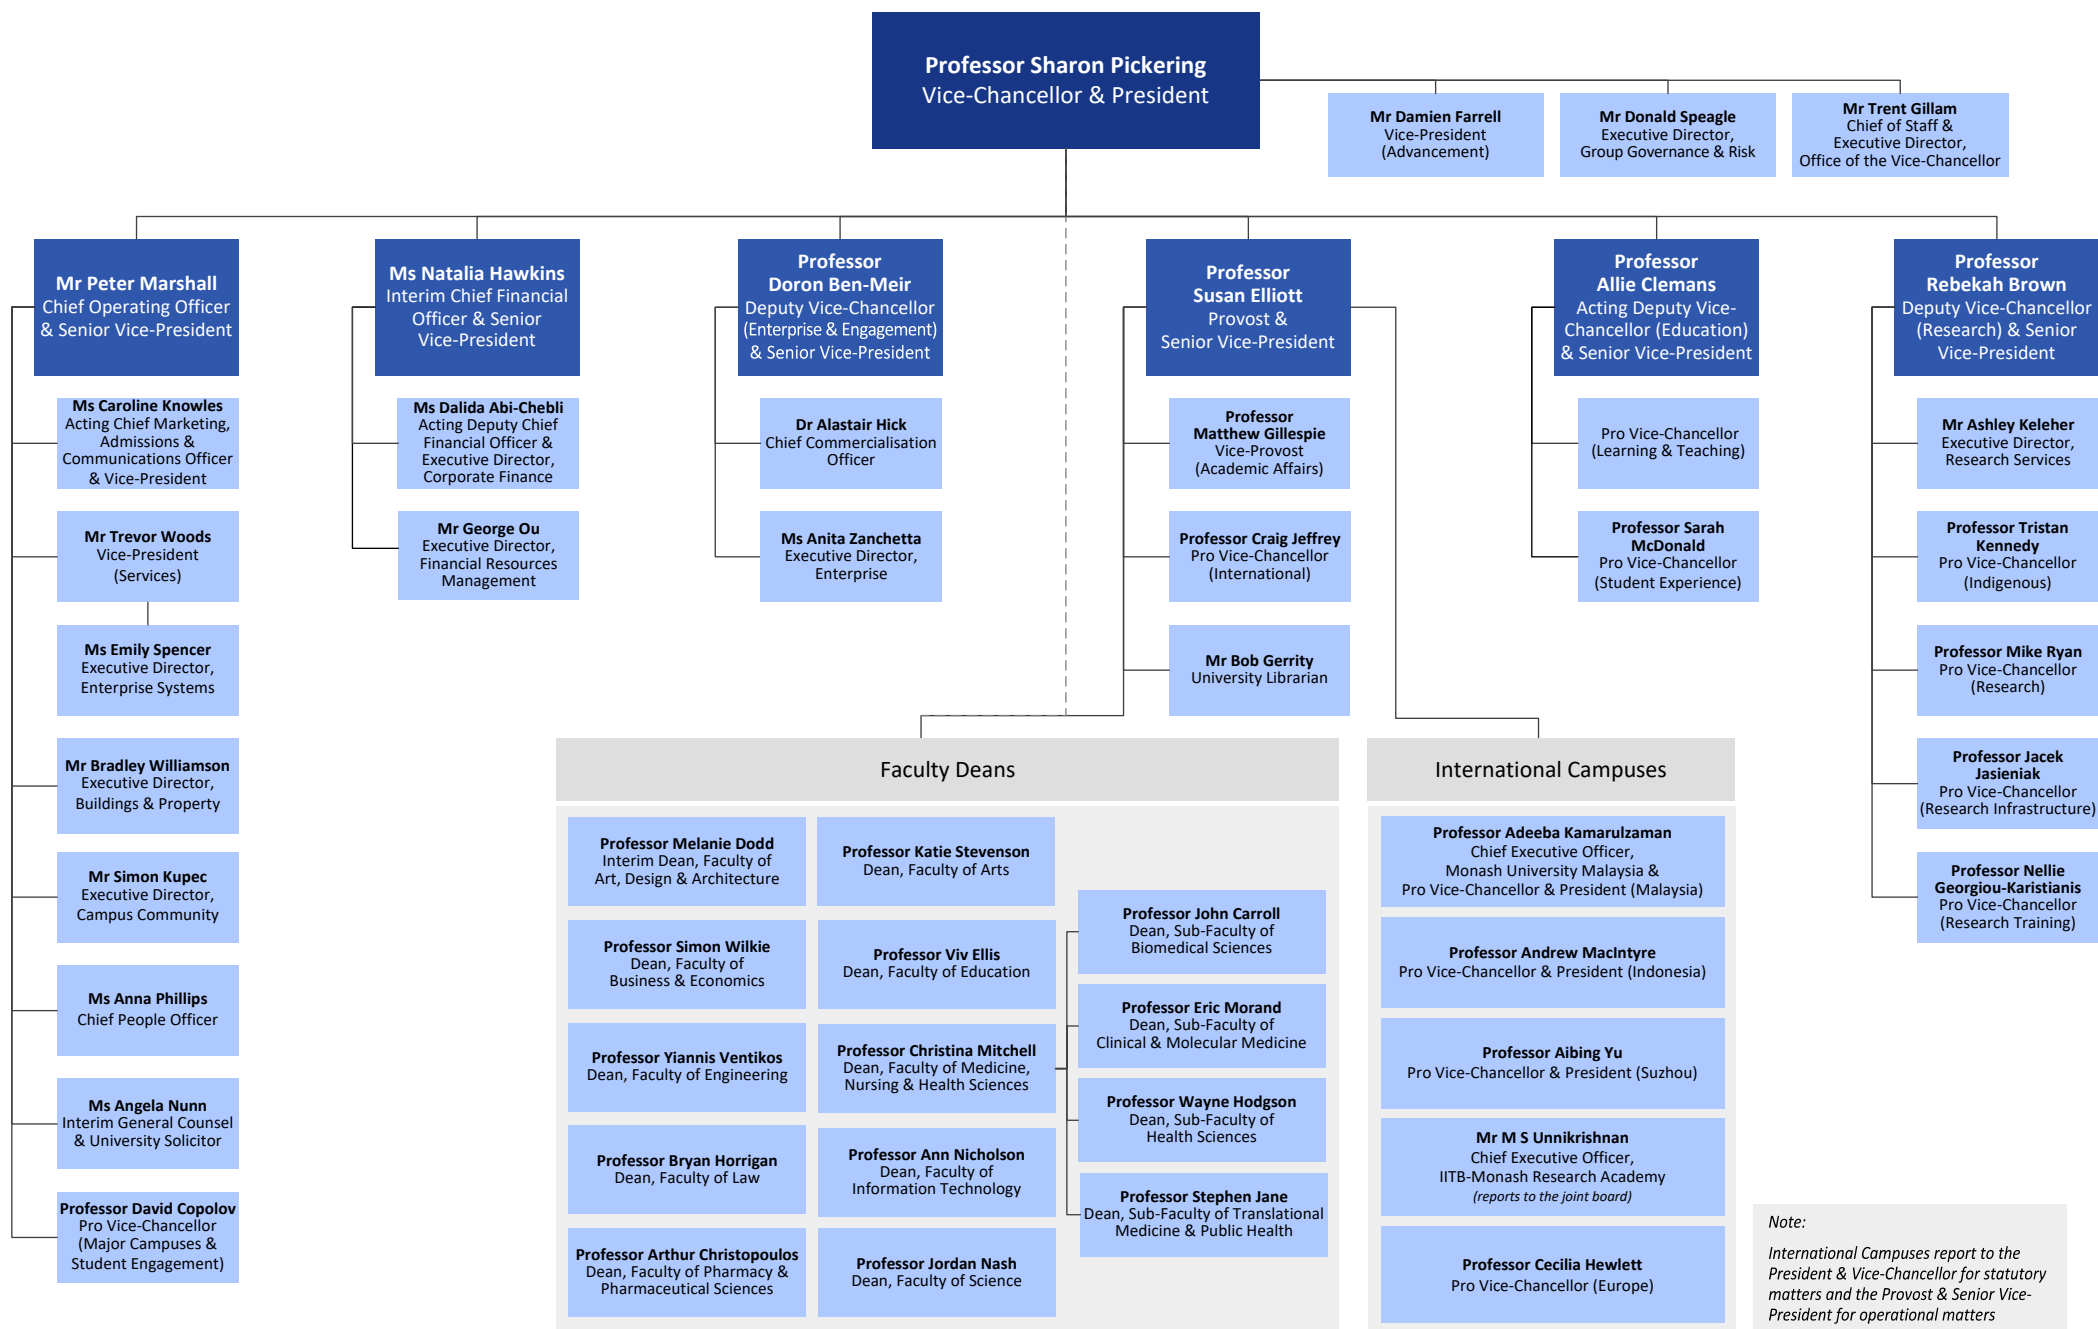 Professor Sharon Pickering
Vice-Chancellor & President
Mr Damien Farrell
Vice-President
(Advancement)
Mr Donald Speagle
Executive Director,
Group Governance & Risk
Mr Trent Gillam
Chief of Staff &
Executive Director,
Office of the Vice-Chancellor
Mr Peter Marshall
Chief Operating Officer
& Senior Vice-President
Ms Natalia Hawkins
Interim Chief Financial
Officer & Senior
Vice-President
Professor
Doron Ben-Meir
Deputy Vice-Chancellor
(Enterprise & Engagement)
& Senior Vice-President
Professor
Susan Elliott
Provost &
Senior Vice-President
Professor
Allie Clemans
Acting Deputy Vice-
Chancellor (Education)
& Senior Vice-President
Professor
Rebekah Brown
Deputy Vice-Chancellor
(Research) & Senior
Vice-President
Ms Caroline Knowles
Acting Chief Marketing,
Admissions &
Communications Officer
& Vice-President
Mr Trevor Woods
Vice-President
(Services)
Ms Emily Spencer
Executive Director,
Enterprise Systems
Mr Bradley Williamson
Executive Director,
Buildings & Property
Mr Simon Kupec
Executive Director,
Campus Community
Ms Anna Phillips
Chief People Officer
Ms Angela Nunn
Interim General Counsel
& University Solicitor
Professor David Copolov
Pro Vice-Chancellor
(Major Campuses &
Student Engagement)
Ms Dalida Abi-Chebli
Acting Deputy Chief
Financial Officer &
Executive Director,
Corporate Finance
Mr George Ou
Executive Director,
Financial Resources
Management
Dr Alastair Hick
Chief Commercialisation
Officer
Ms Anita Zanchetta
Executive Director,
Enterprise
Professor
Matthew Gillespie
Vice-Provost
(Academic Affairs)
Professor Craig Jeffrey
Pro Vice-Chancellor
(International)
Mr Bob Gerrity
University Librarian
Pro Vice-Chancellor
(Learning & Teaching)
Professor Sarah
McDonald
Pro Vice-Chancellor
(Student Experience)
Mr Ashley Keleher
Executive Director,
Research Services
Professor Tristan
Kennedy
Pro Vice-Chancellor
(Indigenous)
Professor Mike Ryan
Pro Vice-Chancellor
(Research)
Professor Jacek
Jasieniak
Pro Vice-Chancellor
(Research Infrastructure)
Professor Nellie
Georgiou-Karistianis
Pro Vice-Chancellor
(Research Training)
Faculty Deans
Professor Melanie Dodd
Interim Dean, Faculty of
Art, Design & Architecture
Professor Katie Stevenson
Dean, Faculty of Arts
Professor Simon Wilkie
Dean, Faculty of
Business & Economics
Professor Viv Ellis
Dean, Faculty of Education
Professor Yiannis Ventikos
Dean, Faculty of Engineering
Professor Christina Mitchell
Dean, Faculty of Medicine,
Nursing & Health Sciences
Professor Bryan Horrigan
Dean, Faculty of Law
Professor Ann Nicholson
Dean, Faculty of
Information Technology
Professor Arthur Christopoulos
Dean, Faculty of Pharmacy &
Pharmaceutical Sciences
Professor Jordan Nash
Dean, Faculty of Science
Professor John Carroll
Dean, Sub-Faculty of
Biomedical Sciences
Professor Eric Morand
Dean, Sub-Faculty of
Clinical & Molecular Medicine
Professor Wayne Hodgson
Dean, Sub-Faculty of
Health Sciences
Professor Stephen Jane
Dean, Sub-Faculty of Translational
Medicine & Public Health
International Campuses
Professor Adeeba Kamarulzaman
Chief Executive Officer,
Monash University Malaysia &
Pro Vice-Chancellor & President (Malaysia)
Professor Andrew MacIntyre
Pro Vice-Chancellor & President (Indonesia)
Professor Aibing Yu
Pro Vice-Chancellor & President (Suzhou)
Mr M S Unnikrishnan
Chief Executive Officer,
IITB-Monash Research Academy
(reports to the joint board)
Professor Cecilia Hewlett
Pro Vice-Chancellor (Europe)
Note:
International Campuses report to the
President & Vice-Chancellor for statutory
matters and the Provost & Senior Vice-
President for operational matters